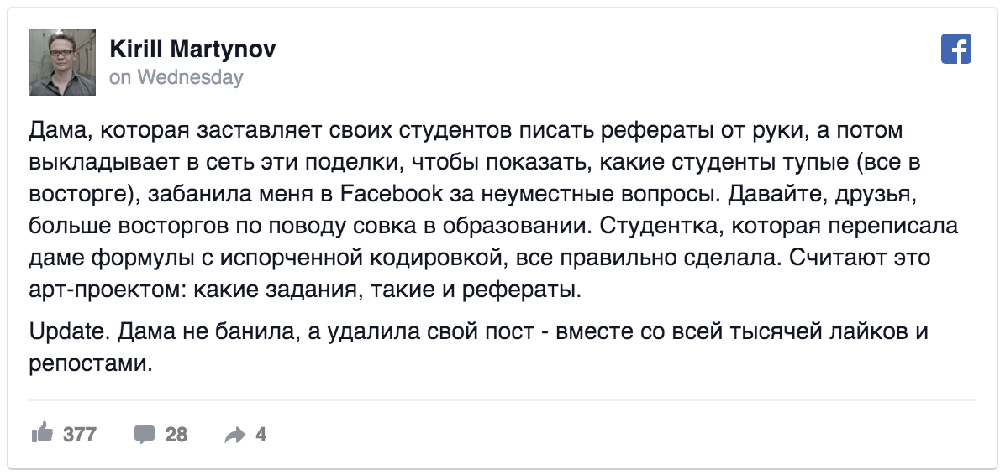 Kirill Martynov
on Wednesday
Дама, которая заставляет своих студентов писать рефераты от руки, а потом
выкладывает в сеть эти поделки, чтобы показать, какие студенты тупые (все в
восторге), забанила меня в Facebook за неуместные вопросы. Давайте, друзья,
больше восторгов по поводу совка в образовании. Студентка, которая переписала
даме формулы с испорченной кодировкой, все правильно сделала. Считают это
арт-проектом: какие задания, такие и рефераты.
Update. Дама не банила, а удалила свой пост - вместе со всей тысячей лайков и
репостами.
377 28 4